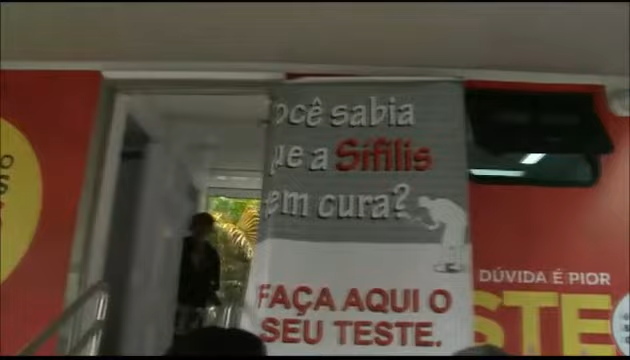 ocê sabia
ue a Sífilis
em cura?
FAÇA AQUI O
SEU TESTE.
DÚVIDA É PIOR
STE
O